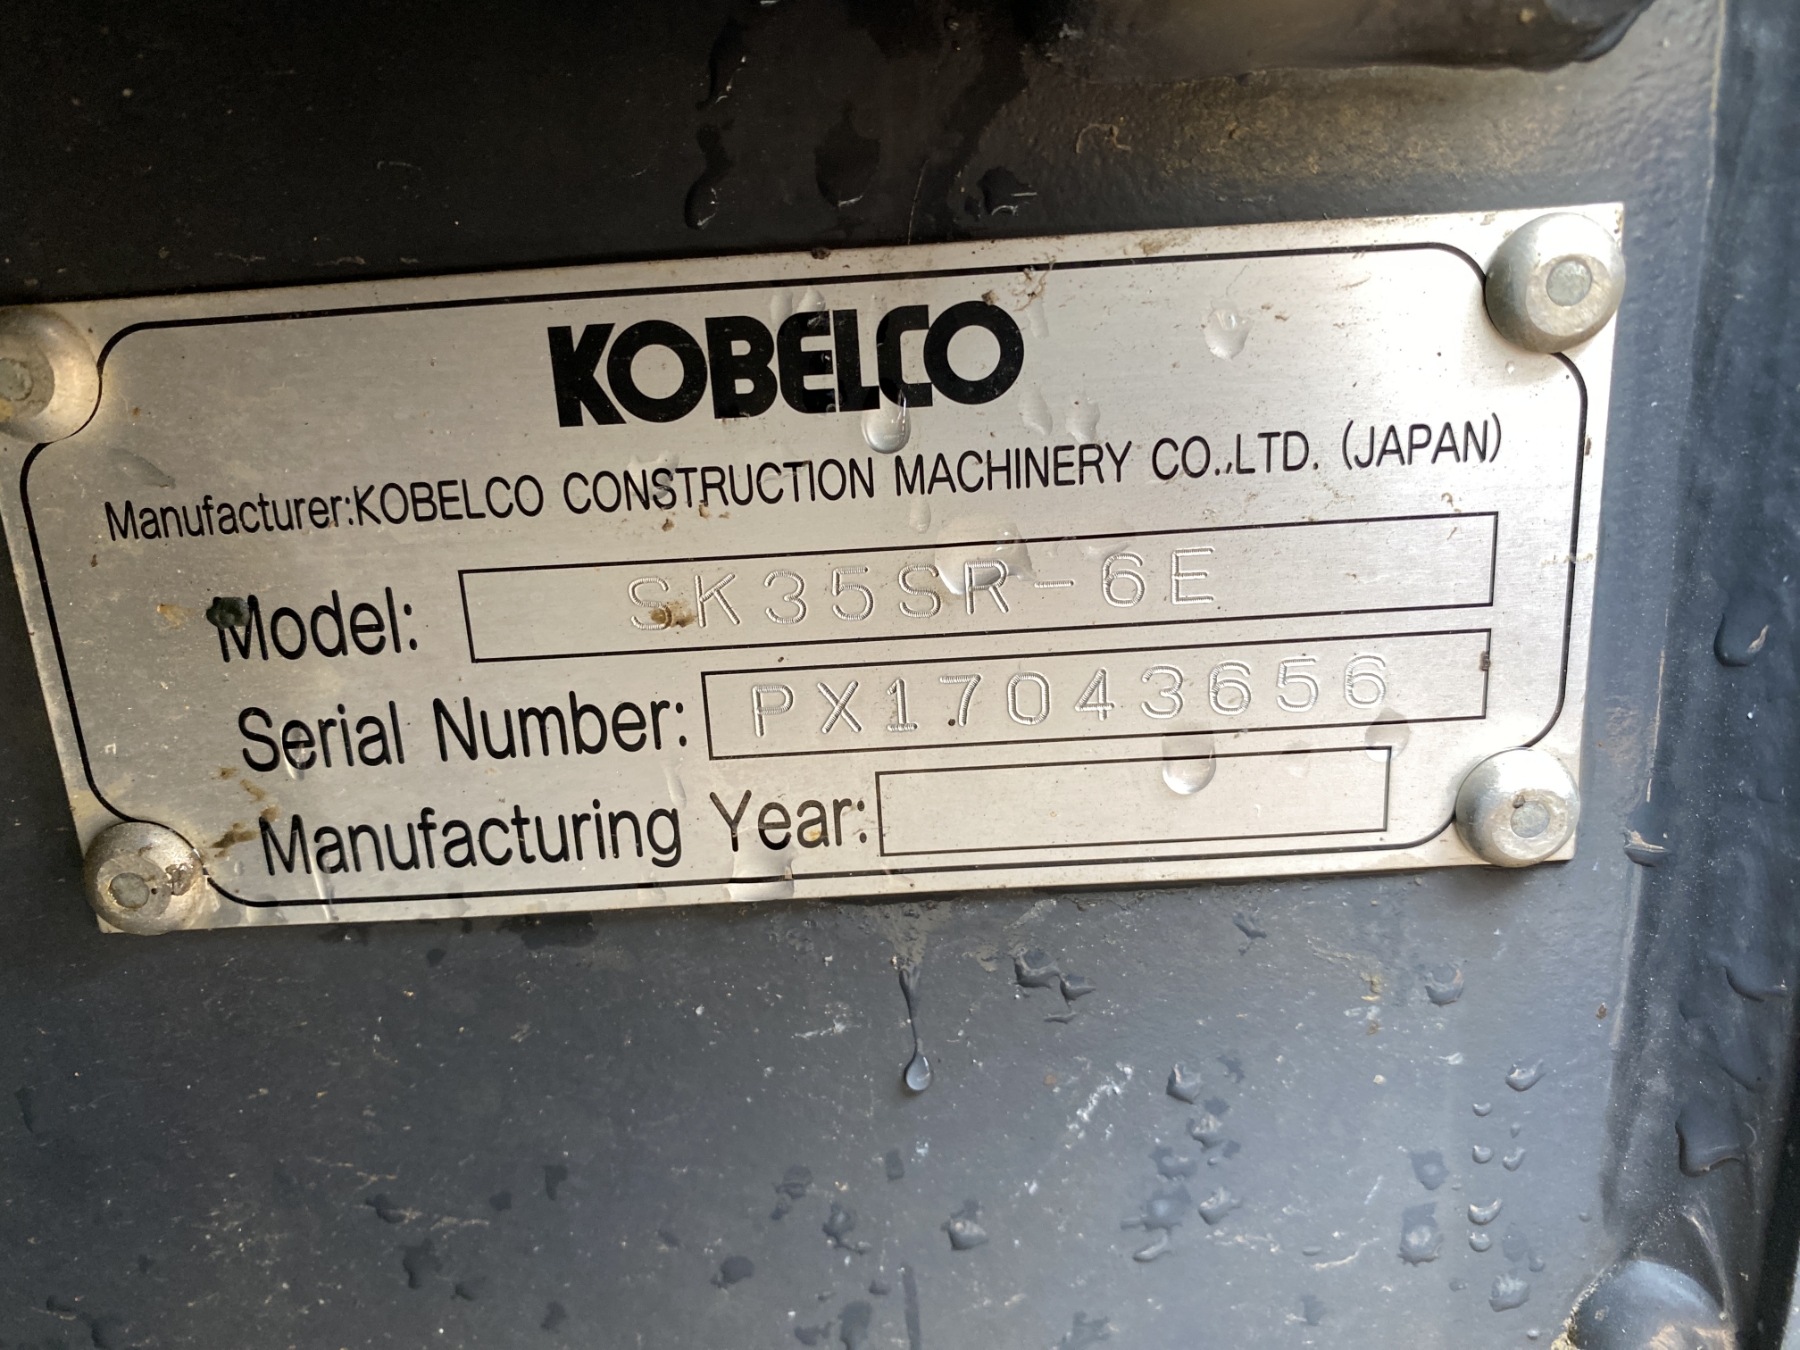 KOBELCO
Manufacturer:KOBELCO CONSTRUCTION MACHINERY CO.,LTD. (JAPAN)
Model: SK35SR-6E
Serial Number: PX17043656
Manufacturing Year: